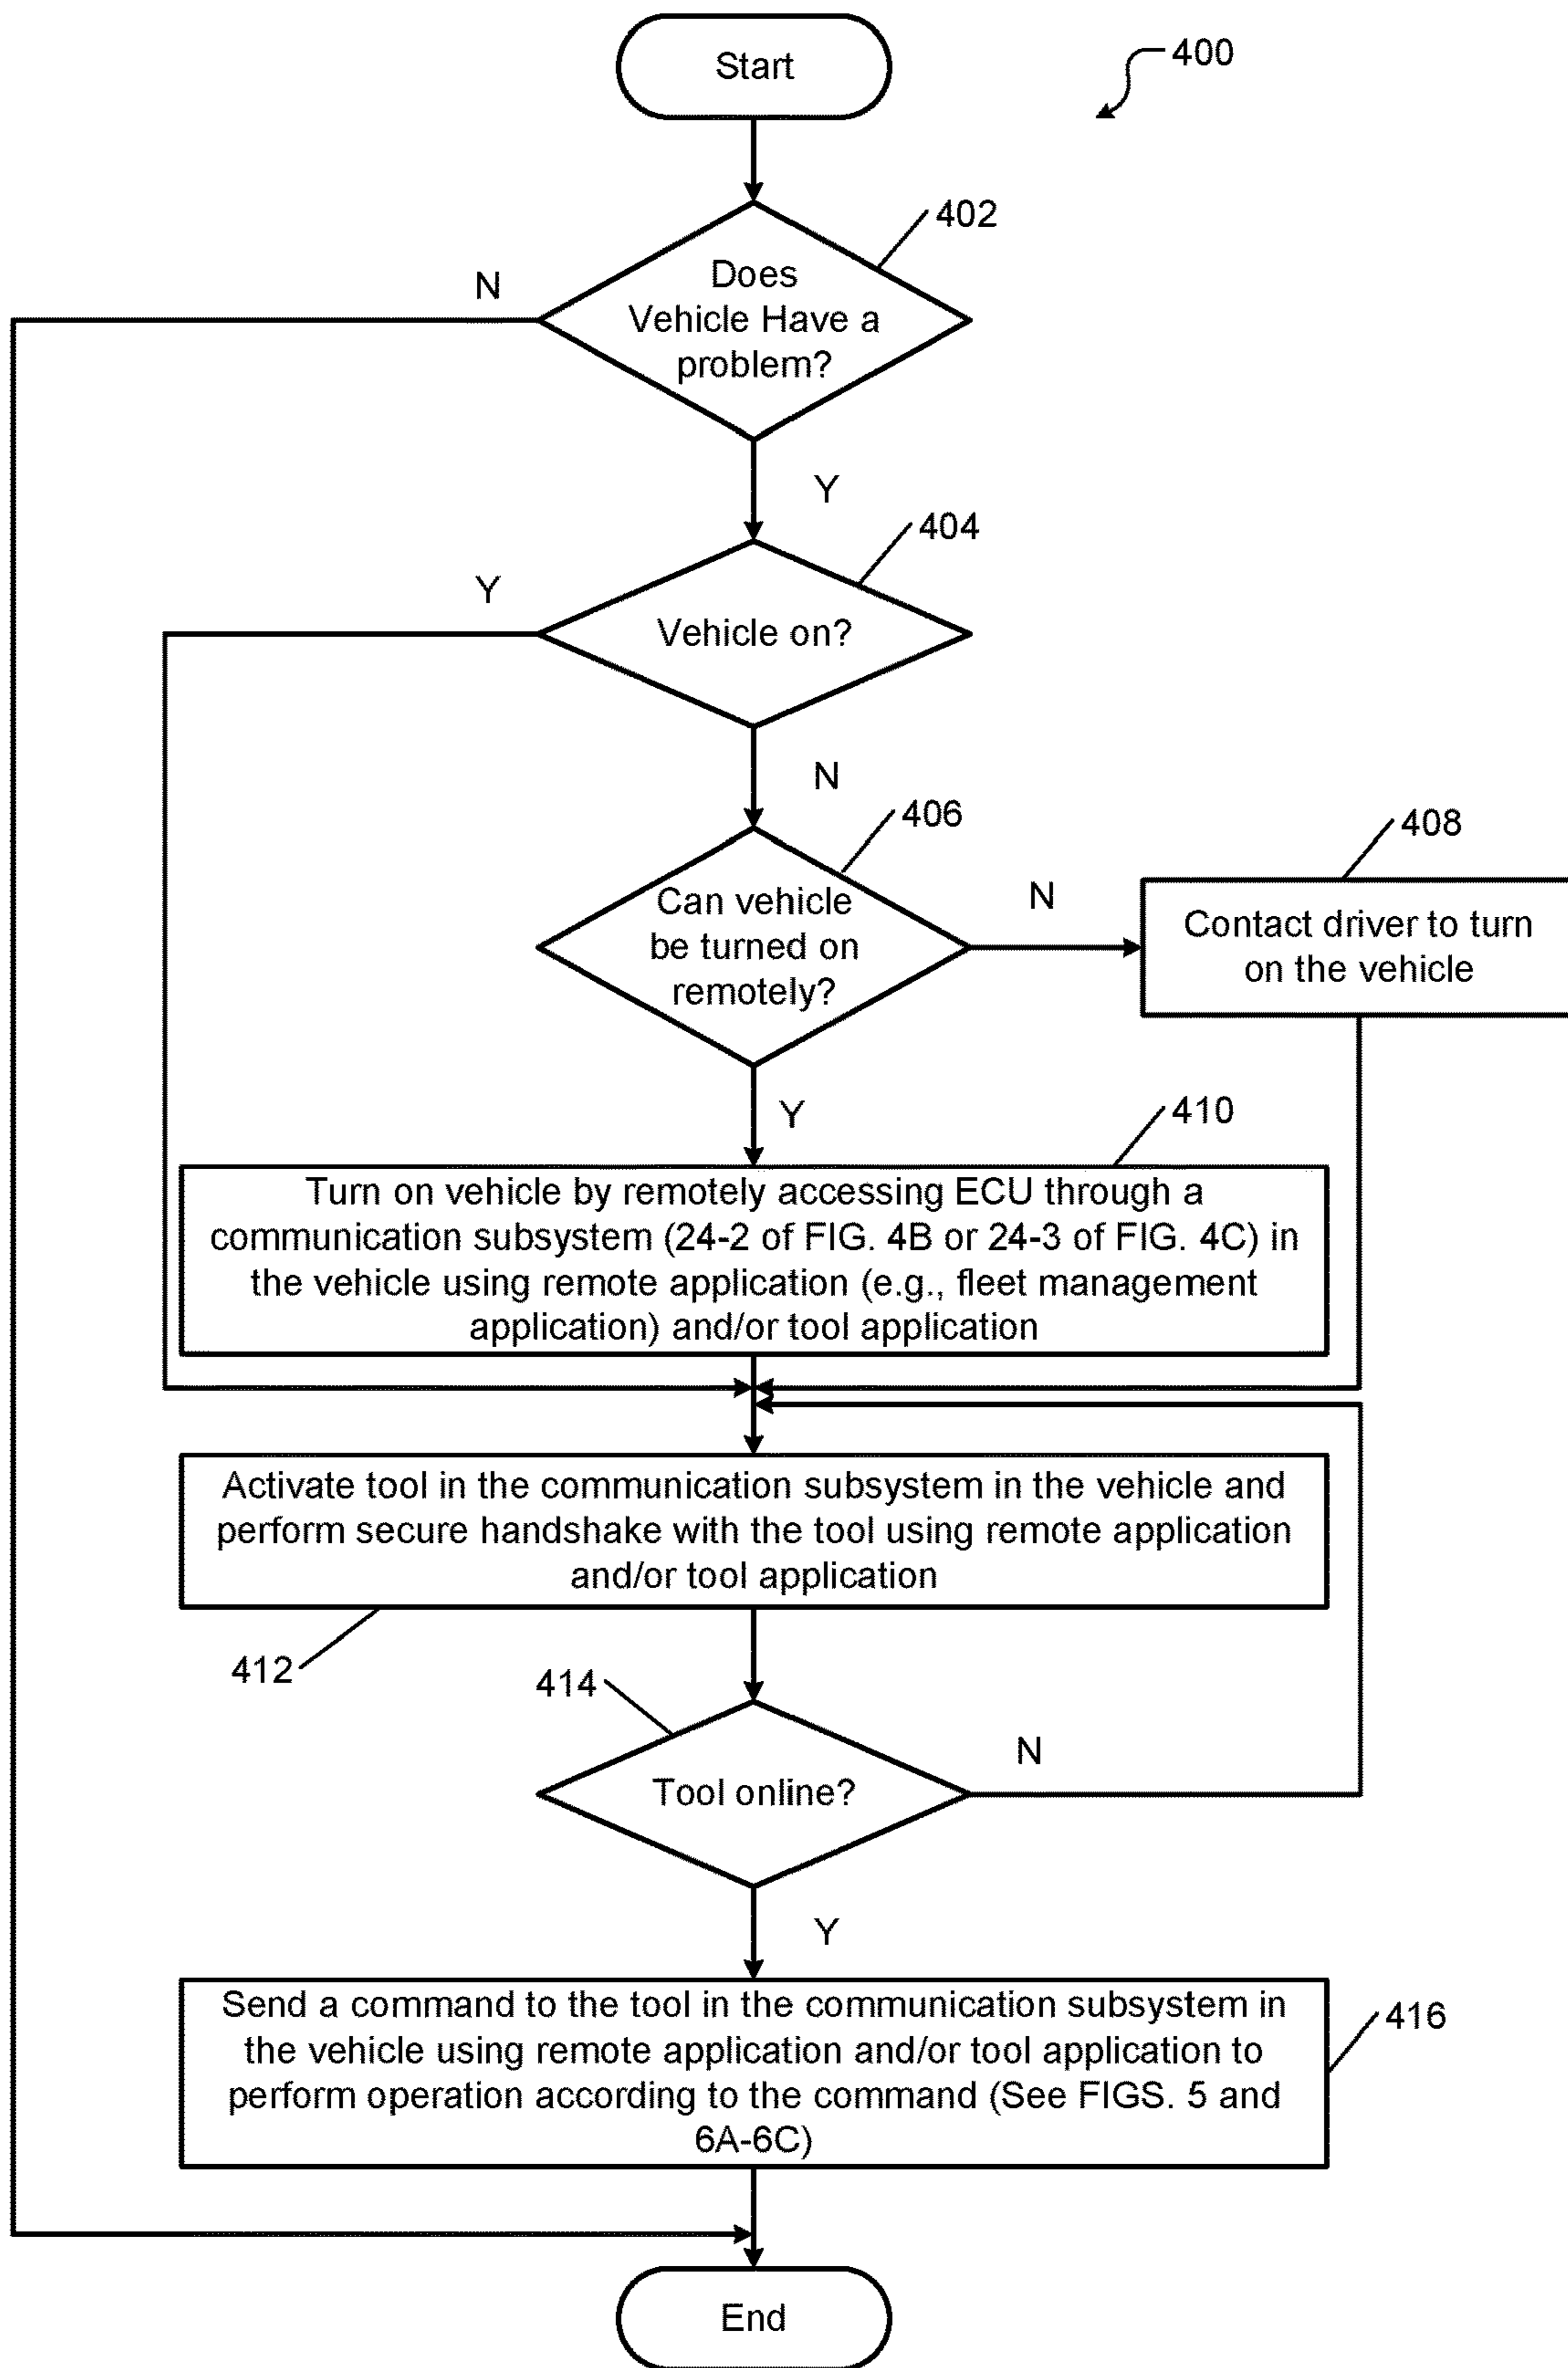 Start
400
402
Does
Vehicle Have a
problem?
N
Y
404
Vehicle on?
Y
N
406
Can vehicle
be turned on
remotely?
N
408
Contact driver to turn
on the vehicle
Y
410
Turn on vehicle by remotely accessing ECU through a
communication subsystem (24-2 of FIG. 4B or 24-3 of FIG. 4C) in
the vehicle using remote application (e.g., fleet management
application) and/or tool application
Activate tool in the communication subsystem in the vehicle and
perform secure handshake with the tool using remote application
and/or tool application
412
414
Tool online?
N
Y
Send a command to the tool in the communication subsystem in
the vehicle using remote application and/or tool application to
perform operation according to the command (See FIGS. 5 and
6A-6C)
416
End